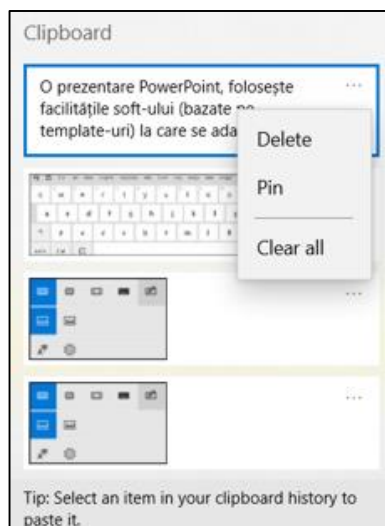 Clipboard
O prezentare PowerPoint, folosește
facilitățile soft-ului (bazate pe
template-uri) la care se ada
Delete
Pin
Clear all
Tip: Select an item in your clipboard history to
paste it.